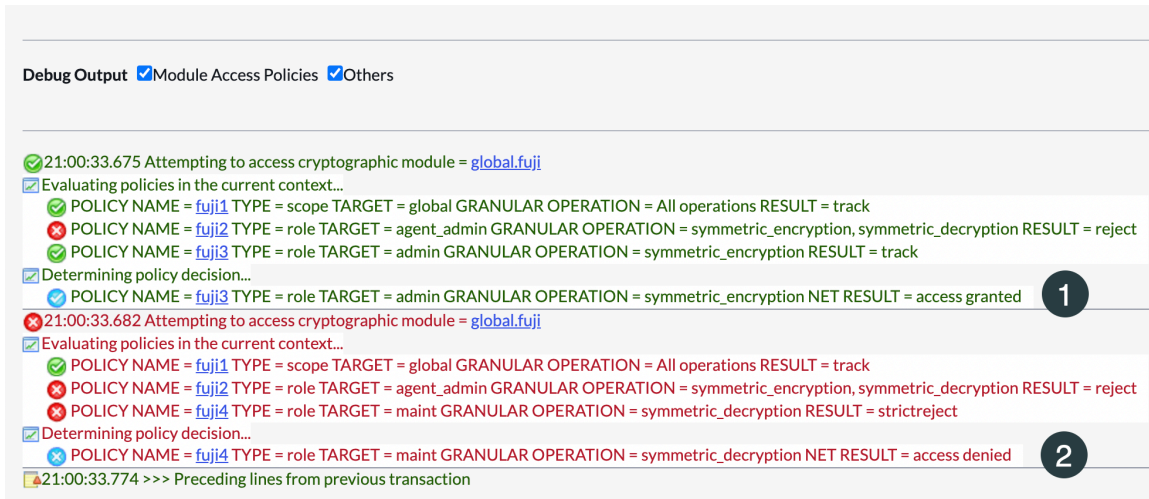 Debug Output Module Access Policies Others
21:00:33.675 Attempting to access cryptographic module = global.fuji
Evaluating policies in the current context...
POLICY NAME = fuji1 TYPE = scope TARGET = global GRANULAR OPERATION = All operations RESULT = track
POLICY NAME = fuji2 TYPE = role TARGET = agent_admin GRANULAR OPERATION = symmetric_encryption, symmetric_decryption RESULT = reject
POLICY NAME = fuji3 TYPE = role TARGET = admin GRANULAR OPERATION = symmetric_encryption RESULT = track
Determining policy decision...
POLICY NAME = fuji3 TYPE = role TARGET = admin GRANULAR OPERATION = symmetric_encryption NET RESULT = access granted 1
21:00:33.682 Attempting to access cryptographic module = global.fuji
Evaluating policies in the current context...
POLICY NAME = fuji1 TYPE = scope TARGET = global GRANULAR OPERATION = All operations RESULT = track
POLICY NAME = fuji2 TYPE = role TARGET = agent_admin GRANULAR OPERATION = symmetric_encryption, symmetric_decryption RESULT = reject
POLICY NAME = fuji4 TYPE = role TARGET = maint GRANULAR OPERATION = symmetric_decryption RESULT = strictreject
Determining policy decision...
POLICY NAME = fuji4 TYPE = role TARGET = maint GRANULAR OPERATION = symmetric_decryption NET RESULT = access denied 2
21:00:33.774 >>> Preceding lines from previous transaction